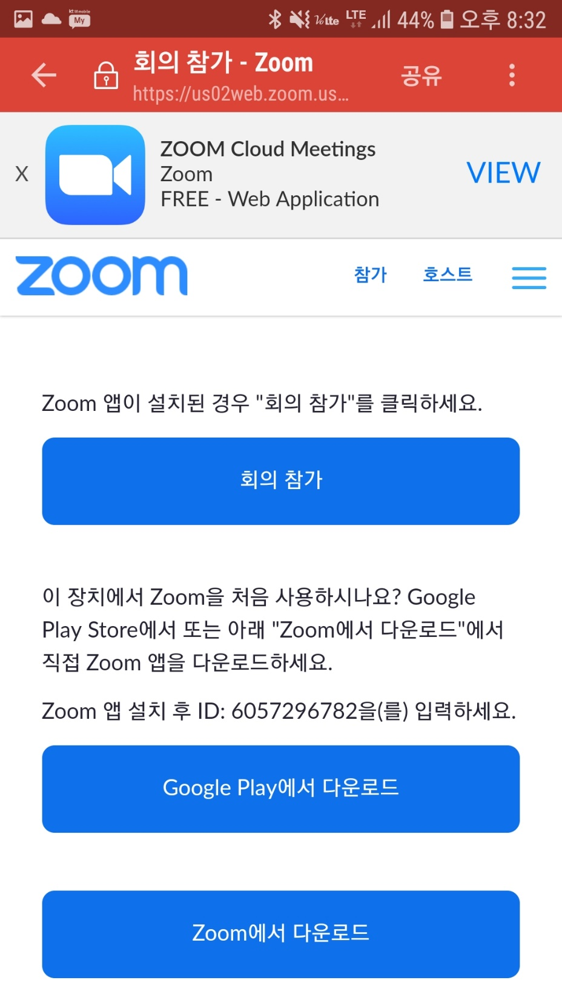 kt M mobile
My
Vo LTE LTE 44% 오후 8:32
회의 참가 - Zoom
https://us02web.zoom.us...
공유
X
ZOOM Cloud Meetings
Zoom
FREE - Web Application
VIEW
zoom
참가 호스트
Zoom 앱이 설치된 경우 "회의 참가"를 클릭하세요.
회의 참가
이 장치에서 Zoom을 처음 사용하시나요? Google
Play Store에서 또는 아래 "Zoom에서 다운로드"에서
직접 Zoom 앱을 다운로드하세요.
Zoom 앱 설치 후 ID: 6057296782을(를) 입력하세요.
Google Play에서 다운로드
Zoom에서 다운로드